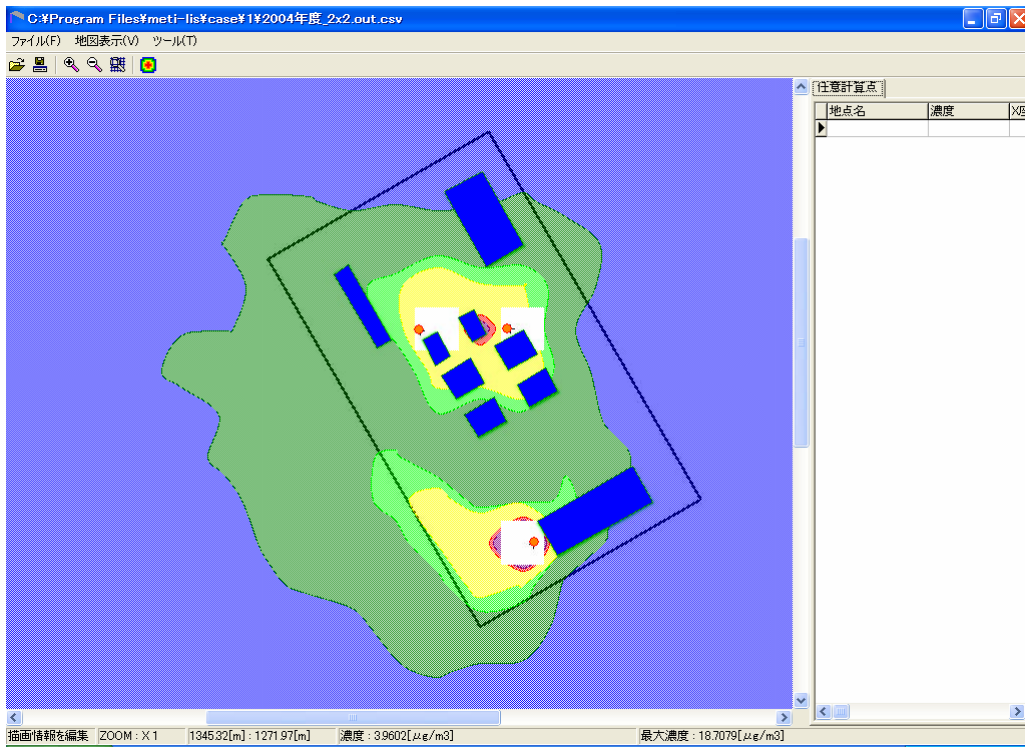 C:¥Program Files¥meti-lis¥case¥1¥2004年度_2x2.out.csv
ファイル(F) 地図表示(V) ツール(T)
任意計算点
地点名 濃度
描画情報を編集 ZOOM : X 1 1345.32[m] : 1271.97[m] 濃度 : 3.9602[μg/m3] 最大濃度 : 18.7079[μg/m3]